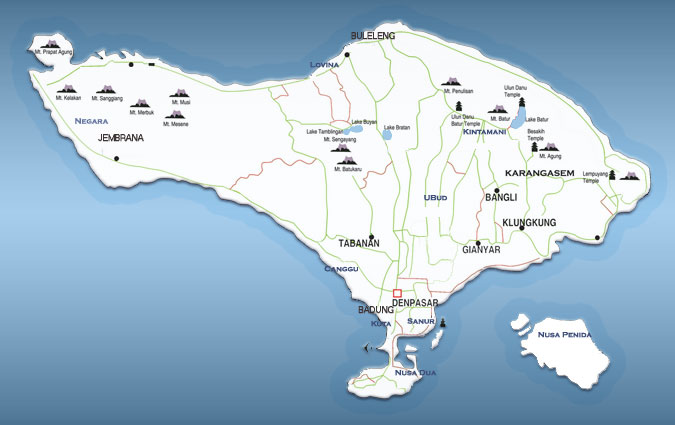 BULELENG
Mt. Prapat Agung
LOVINA
Mt. Kelakan
Mt. Sanggiang
Mt. Musi
Mt. Merbuk
Mt. Mesene
NEGARA
JEMBRANA
Mt. Penulisan
Ulun Danu
Temple
Ulun Danu
Batur Temple
Mt. Batur
Lake Batur
KINTAMANI
Lake Buyan
Lake Tamblingan
Lake Bratan
Mt. Sengayang
Mt. Batukaru
Besakih
Temple
Mt. Agung
KARANGASEM
Lempuyang
Temple
UBUD
BANGLI
KLUNGKUNG
TABANAN
GIANYAR
CANGGU
DENPASAR
BADUNG
KUTA
SANUR
NUSA DUA
NUSA PENIDA